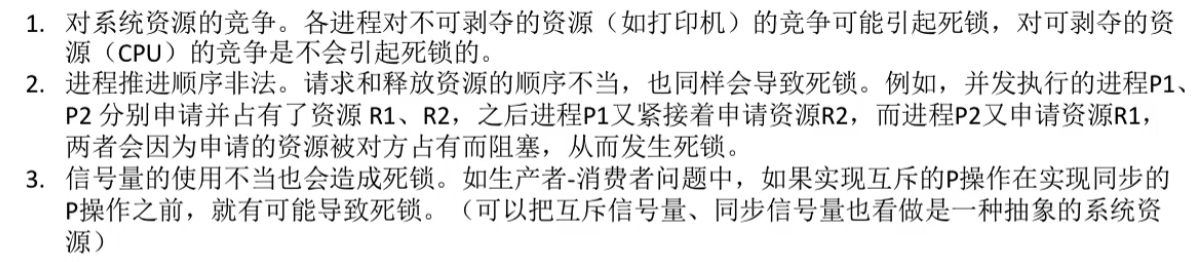 1. 对系统资源的竞争。各进程对不可剥夺的资源（如打印机）的竞争可能引起死锁，对可剥夺的资
源（CPU）的竞争是不会引起死锁的。
2. 进程推进顺序非法。请求和释放资源的顺序不当，也同样会导致死锁。例如，并发执行的进程P1、
P2 分别申请并占有了资源 R1、R2，之后进程P1又紧接着申请资源R2，而进程P2又申请资源R1，
两者会因为申请的资源被对方占有而阻塞，从而发生死锁。
3. 信号量的使用不当也会造成死锁。如生产者-消费者问题中，如果实现互斥的P操作在实现同步的
P操作之前，就有可能导致死锁。（可以把互斥信号量、同步信号量也看做是一种抽象的系统资
源）